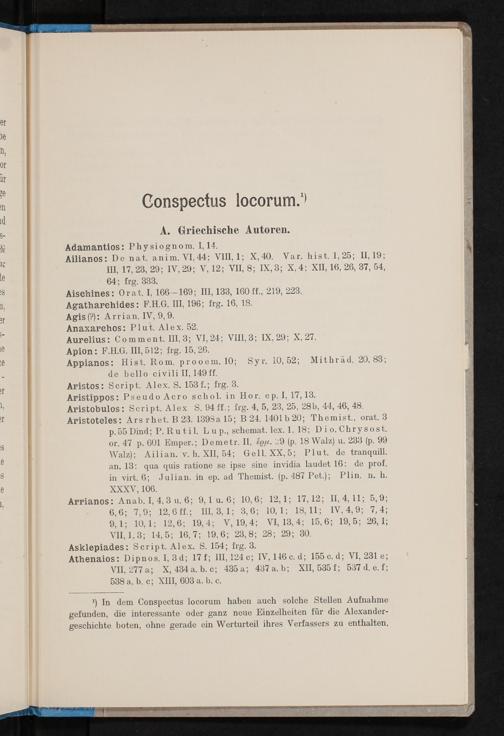 Conspectus locorum.¹)
A. Griechische Autoren.
Adamantios: Physiognom. I, 14.
Ailianos: De nat. anim. VI, 44; VIII, 1; X, 40. Var. hist. I, 25; II, 19;
III, 17, 23, 29; IV, 29; V, 12; VII, 8; IX, 3; X, 4; XII, 16, 26, 37, 54,
64; frg. 333.
Aischines: Orat. I, 166—169; III, 133, 160 ff., 219, 223.
Agatharchides: F.H.G. III, 196; frg. 16, 18.
Agis (?): Arrian. IV, 9, 9.
Anaxarchos: Plut. Alex. 52.
Aurelius: Comment. III, 3; VI, 24; VIII, 3; IX, 29; X, 27.
Apion: F.H.G. III, 512; frg. 15, 26.
Appianos: Hist. Rom. prooem. 10; Syr. 10, 52; Mithrad. 20, 83;
de bello civili II, 149 ff.
Aristos: Script. Alex. S. 153 f.; frg. 3.
Aristippos: Pseudo Acro schol. in Hor. ep. I, 17, 13.
Aristobulos: Script. Alex S. 94 ff.; frg. 4, 5, 23, 25, 28b, 44, 46, 48.
Aristoteles: Ars rhet. B 23. 1398a 15; B 24. 1401 b 20; Themist., orat. 3
p. 55 Dind; P. Rutil. Lup., schemat. lex. I. 18; Dio. Chrysost.
or. 47 p. 601 Emper.; Demetr. II. ἑρμ. 29 (p. 18 Walz) u. 233 (p. 99
Walz); Ailian. v. h. XII, 54; Gell. XX, 5; Plut. de tranquill.
an. 13: qua quis ratione se ipse sine invidia laudet 16: de prof.
in virt. 6; Julian. in ep. ad Themist. (p. 487 Pet.); Plin. n. h.
XXXV, 106.
Arrianos: Anab. I, 4, 3 u. 6; 9, 1 u. 6; 10, 6; 12, 1; 17, 12; II, 4, 11; 5, 9;
6, 6; 7, 9; 12, 6 ff.; III, 3, 1; 3, 6; 10, 1; 18, 11; IV, 4, 9; 7, 4;
9, 1; 10, 1; 12, 6; 19, 4; V, 19, 4; VI, 13, 4; 15, 6; 19, 5; 26, 1;
VII, 1, 3; 14, 5; 16, 7; 19, 6; 23, 8; 28; 29; 30.
Asklepiades: Script. Alex. S. 154; frg. 3.
Athenaios: Dipnos. I, 3 d; 17 f; III, 124 c; IV, 146 c. d; 155 c. d; VI, 231 e;
VII, 277 a; X, 434 a. b. c; 435 a; 437 a. b; XII, 535 f; 537 d. e. f;
538 a. b. c; XIII, 603 a. b. c.
¹) In dem Conspectus locorum haben auch solche Stellen Aufnahme
gefunden, die interessante oder ganz neue Einzelheiten für die Alexander-
geschichte boten, ohne gerade ein Werturteil ihres Verfassers zu enthalten.